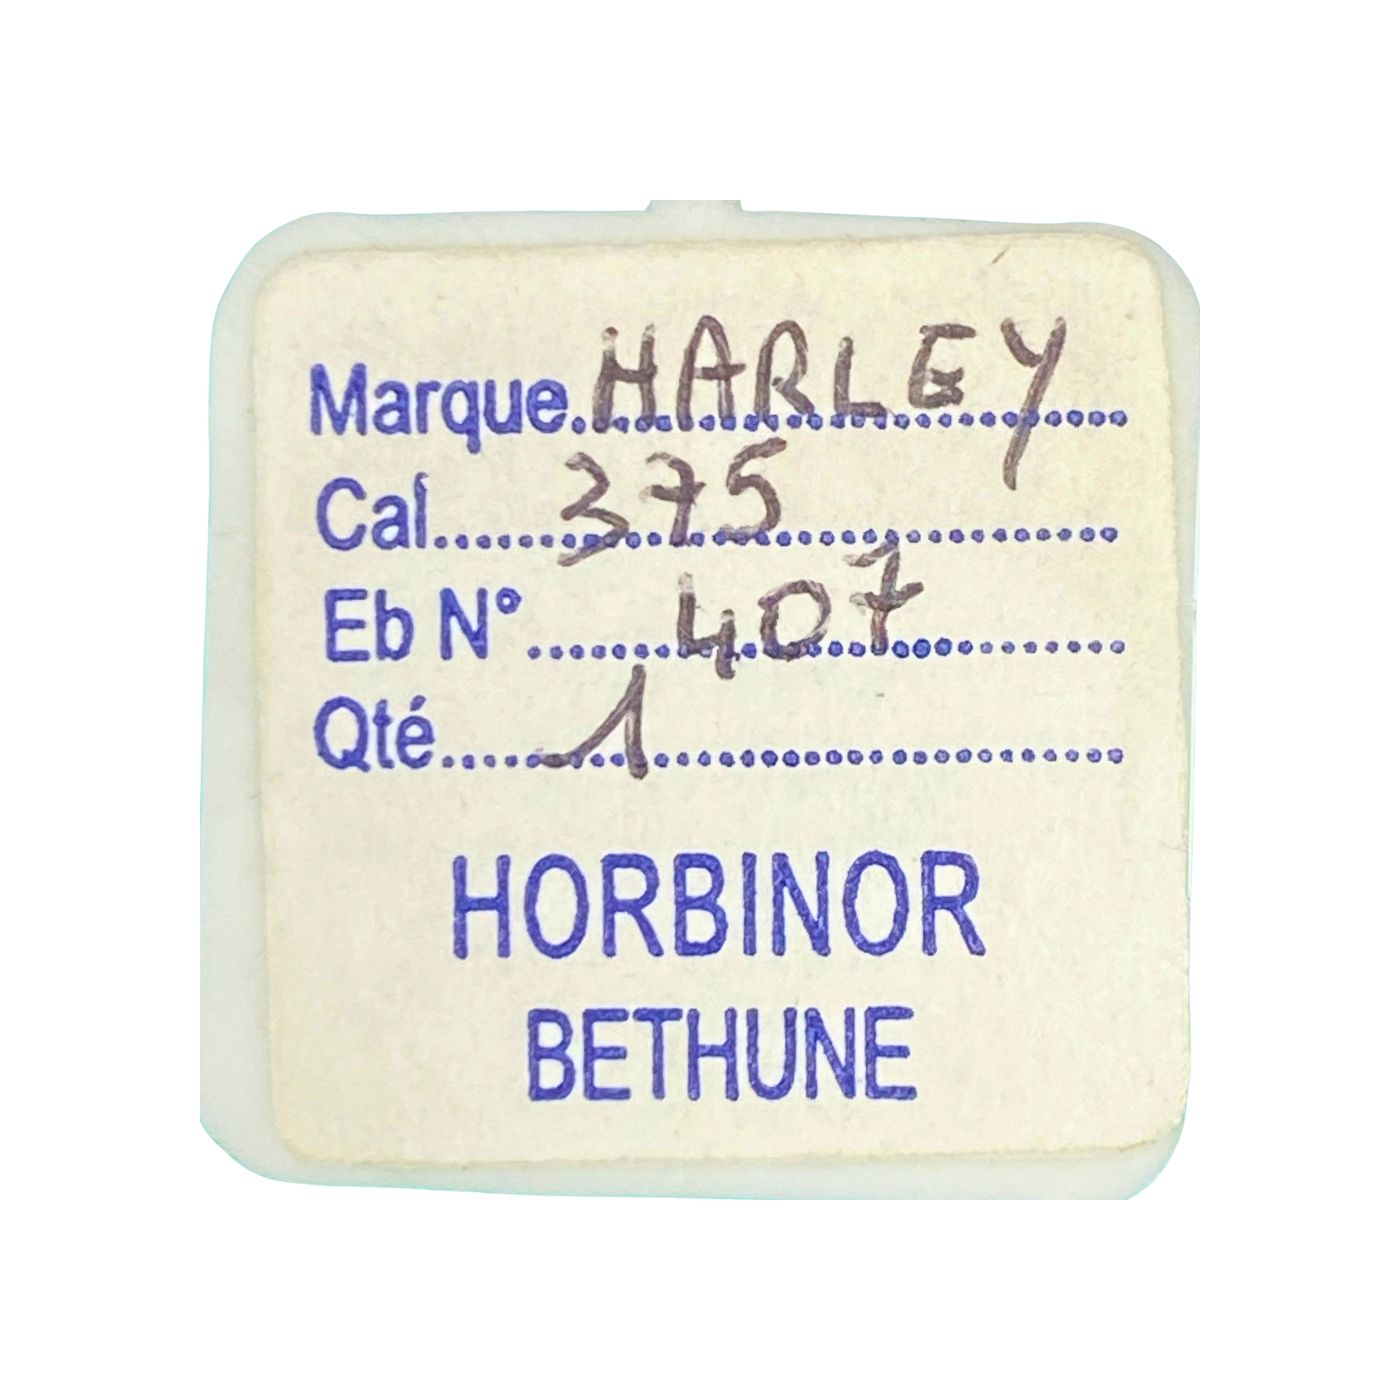 Marque. HARLEY
Cal. 375
Eb N° 407
Qté. 1
HORBINOR
BETHUNE